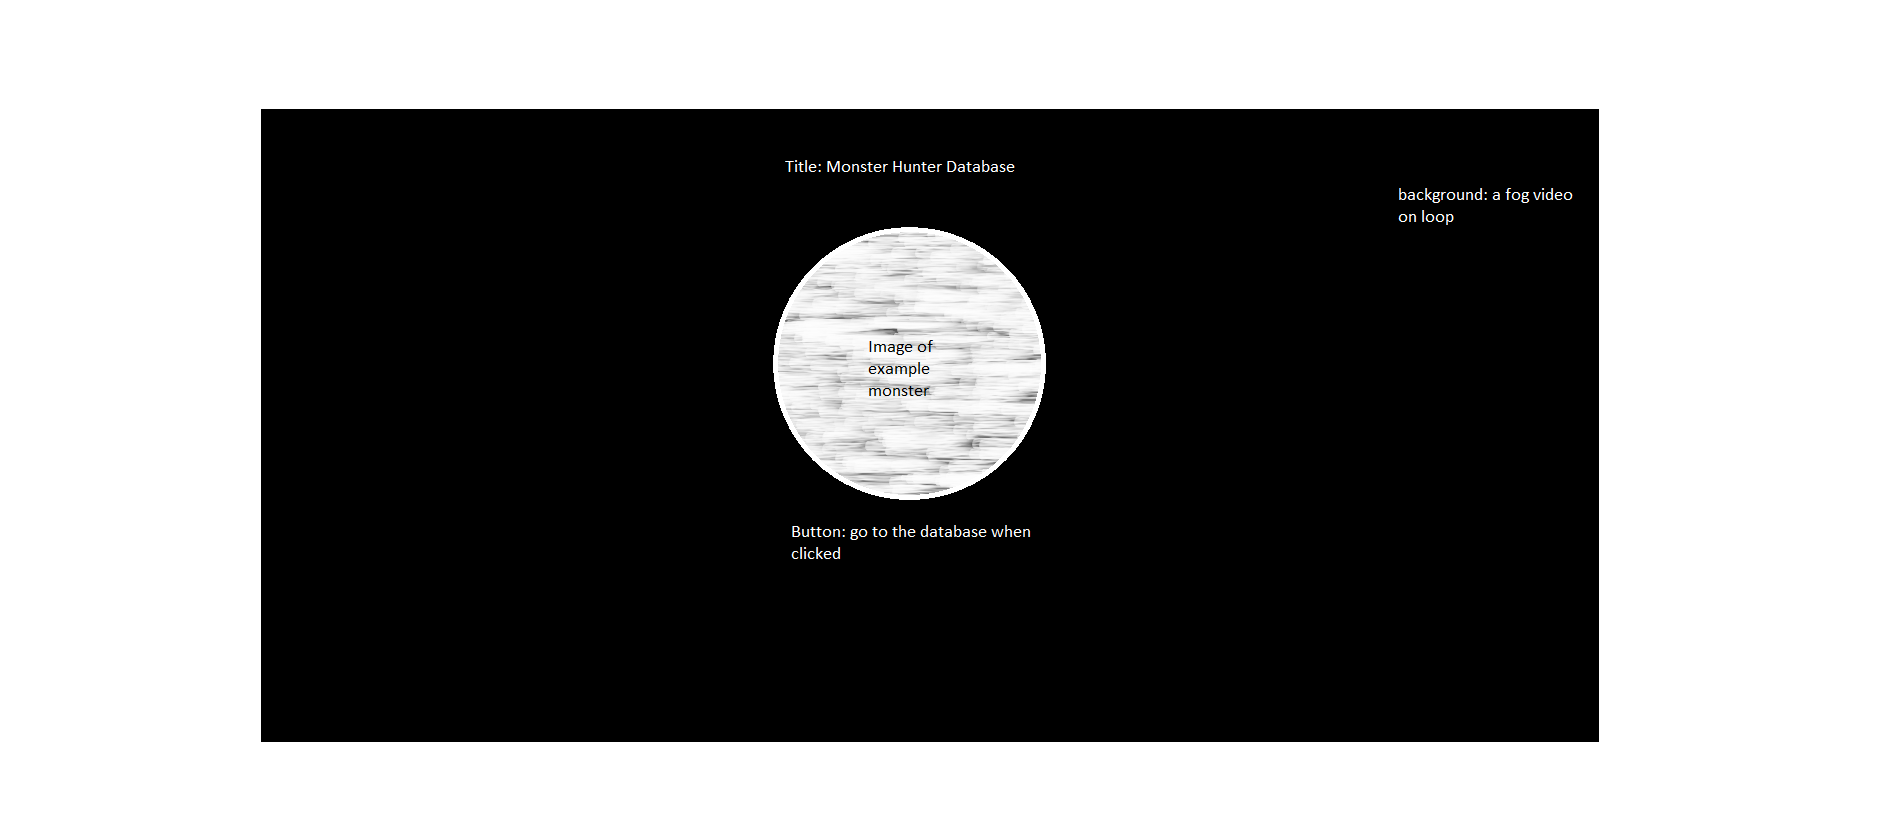 Title: Monster Hunter Database
background: a fog video
on loop
Image of
example
monster
Button: go to the database when
clicked